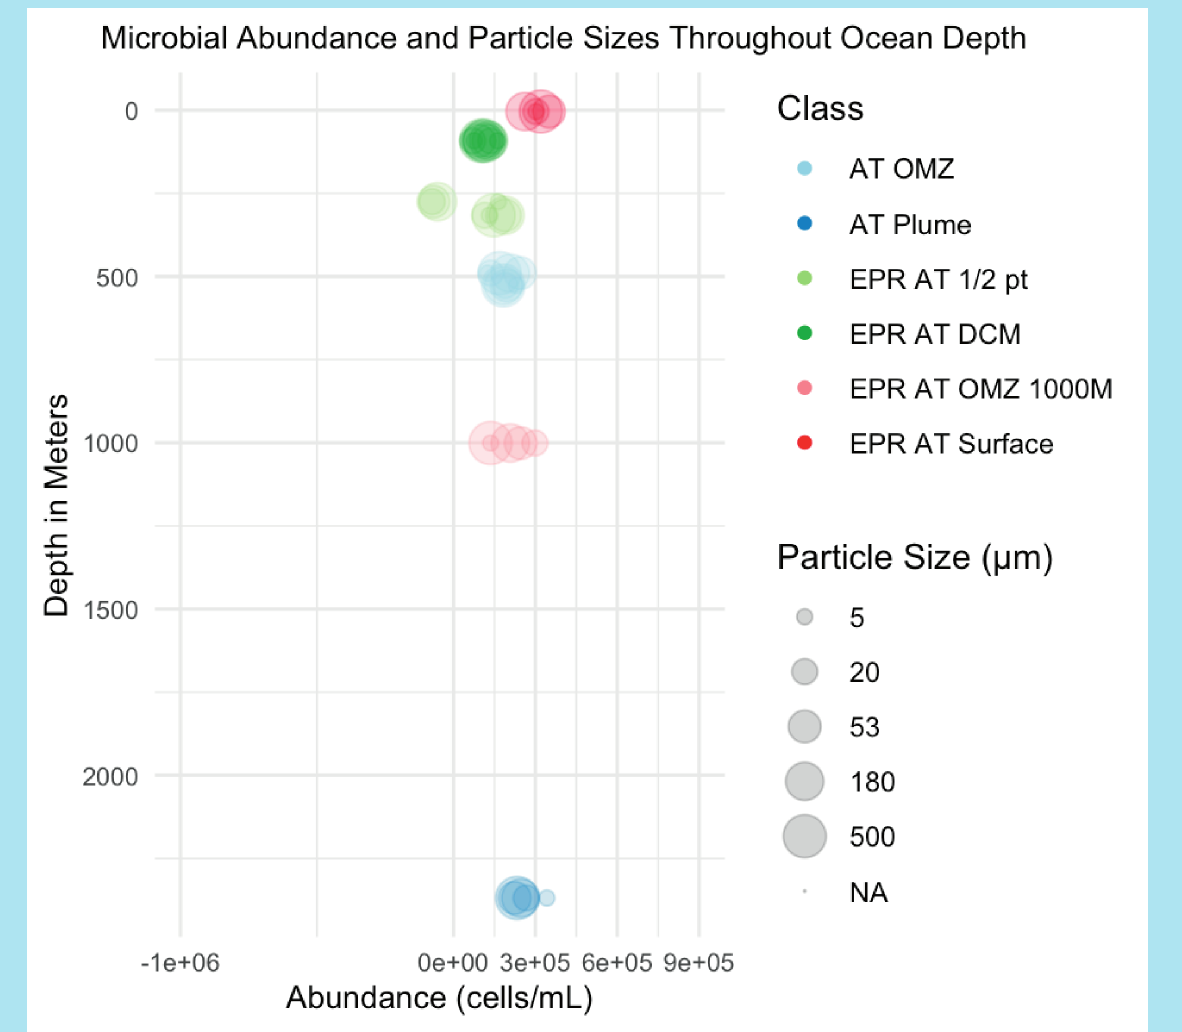 Microbial Abundance and Particle Sizes Throughout Ocean Depth
0
500
1000
1500
2000
Depth in Meters
-1e+06
0e+00
3e+05
6e+05
9e+05
Abundance (cells/mL)
Class
AT OMZ
AT Plume
EPR AT 1/2 pt
EPR AT DCM
EPR AT OMZ 1000M
EPR AT Surface
Particle Size (µm)
5
20
53
180
500
NA